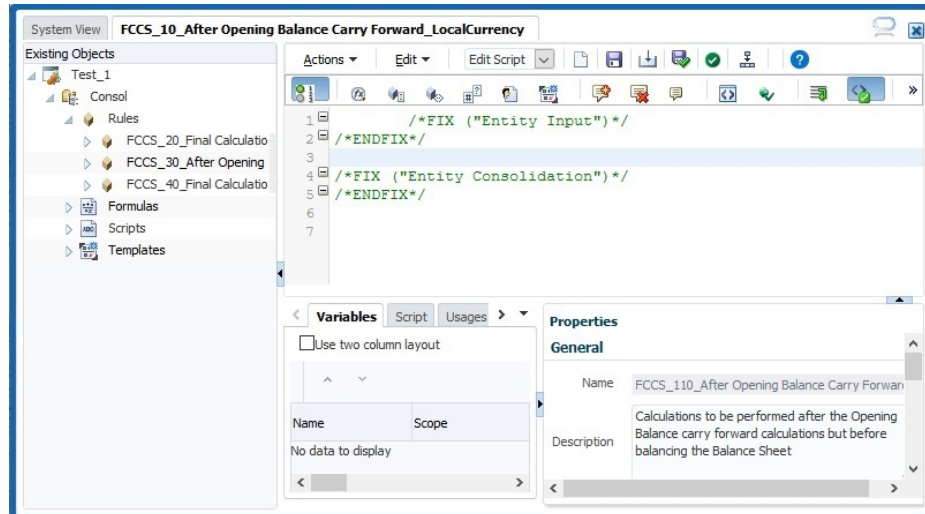 System View
FCCS_10_After Opening Balance Carry Forward_LocalCurrency
Existing Objects
Test_1
Consol
Rules
FCCS_20_Final Calculatio
FCCS_30_After Opening
FCCS_40_Final Calculatio
Formulas
Scripts
Templates
Actions
Edit
Edit Script
1 /*FIX ("Entity Input")*/
2 /*ENDFIX*/
3
4 /*FIX ("Entity Consolidation")*/
5 /*ENDFIX*/
6
7
Variables
Script
Usages
Use two column layout
Name
Scope
No data to display
Properties
General
Name
FCCS_110_After Opening Balance Carry Forward
Description
Calculations to be performed after the Opening
Balance carry forward calculations but before
balancing the Balance Sheet